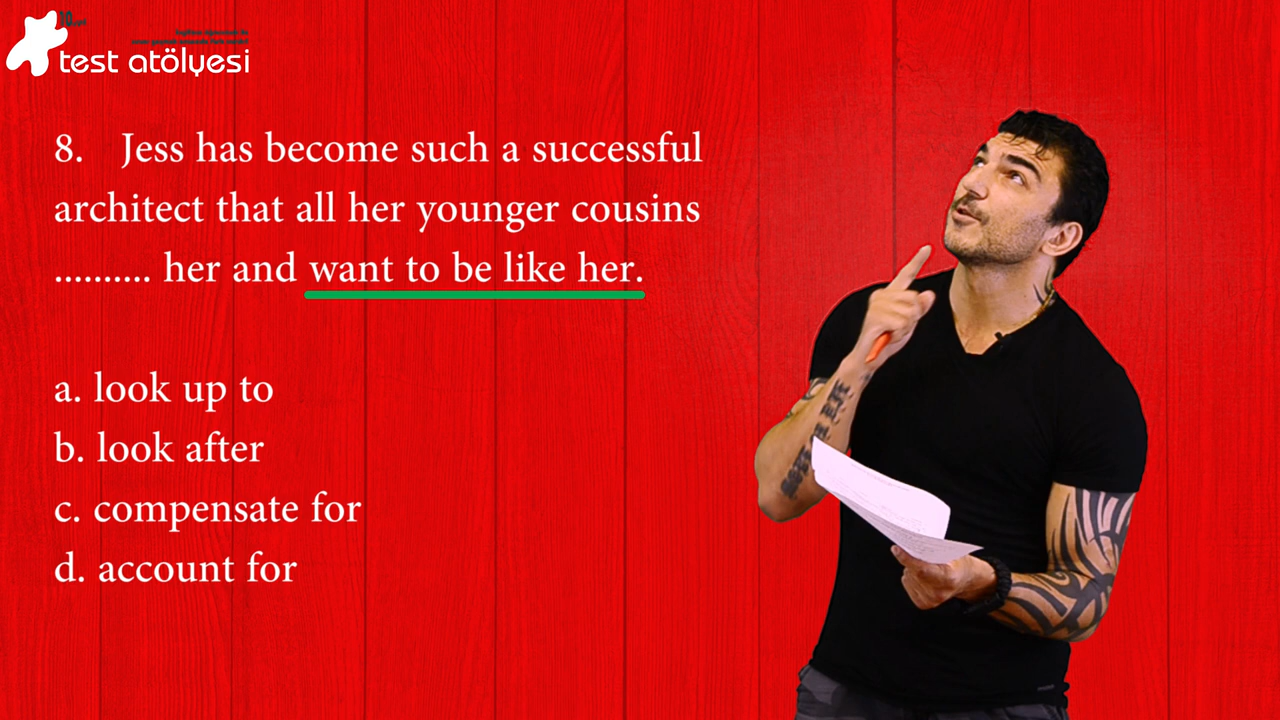 test atölyesi
8. Jess has become such a successful
architect that all her younger cousins
.......... her and want to be like her.
a. look up to
b. look after
c. compensate for
d. account for